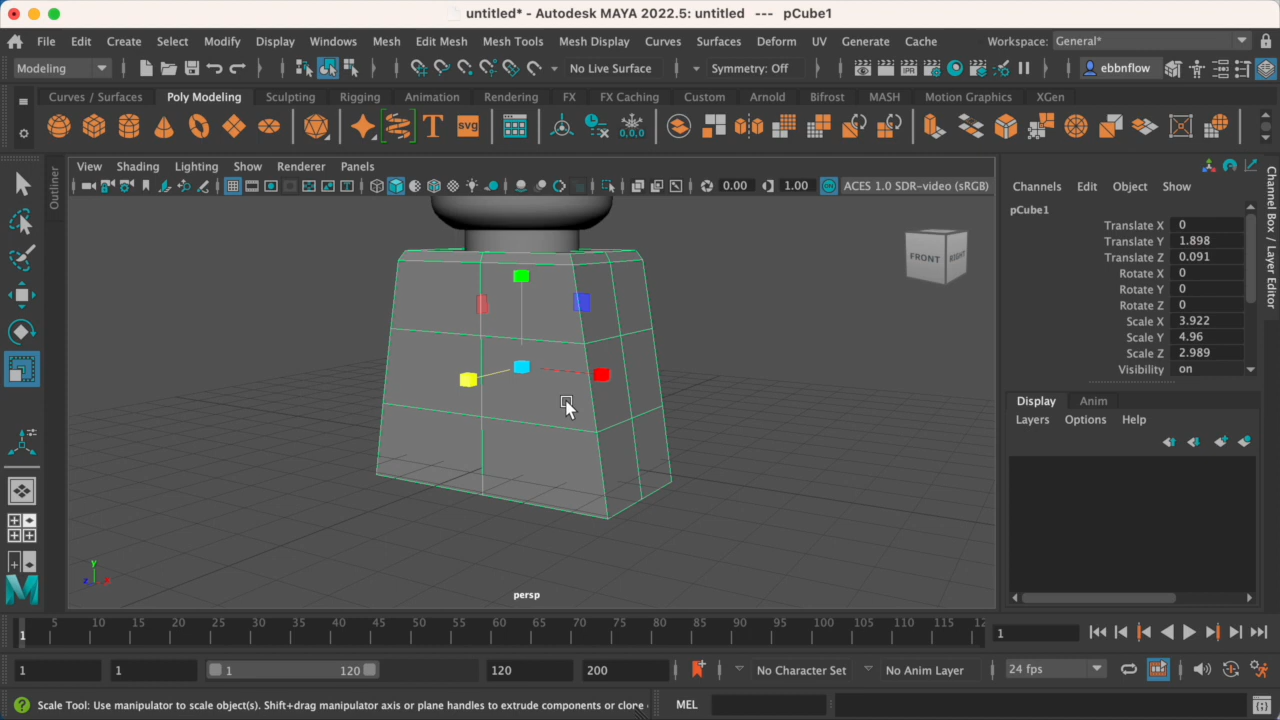 untitled* - Autodesk MAYA 2022.5: untitled --- pCube1
File Edit Create Select Modify Display Windows Mesh Edit Mesh Mesh Tools Mesh Display Curves Surfaces Deform UV Generate Cache Workspace: General*
Modeling No Live Surface Symmetry: Off IPR ebbnflow
Curves / Surfaces Poly Modeling Sculpting Rigging Animation Rendering FX FX Caching Custom Arnold Bifrost MASH Motion Graphics XGen
T svg 0,0,0
View Shading Lighting Show Renderer Panels
0.00 1.00 ACES 1.0 SDR-video (sRGB)
Outliner
FRONT RIGHT
y
z x
persp
Channels Edit Object Show
pCube1
Translate X 0
Translate Y 1.898
Translate Z 0.091
Rotate X 0
Rotate Y 0
Rotate Z 0
Scale X 3.922
Scale Y 4.96
Scale Z 2.989
Visibility on
Channel Box / Layer Editor
Display Anim
Layers Options Help
1 5 10 15 20 25 30 35 40 45 50 55 60 65 70 75 80 85 90 95 100 105 110 115 12
1
1 1 1 120 120 200 No Character Set No Anim Layer 24 fps
Scale Tool: Use manipulator to scale object(s). Shift+drag manipulator axis or plane handles to extrude components or clone
MEL